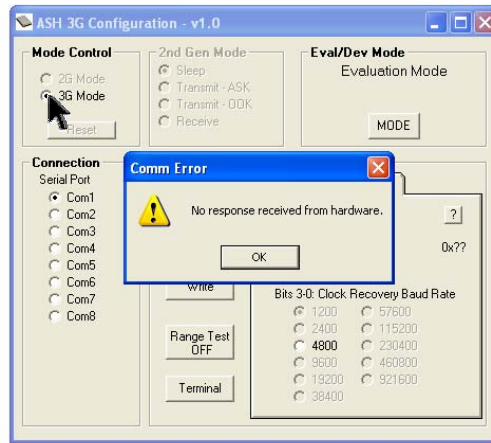 ASH 3G Configuration - v1.0
Mode Control
2G Mode
3G Mode
Reset
2nd Gen Mode
Sleep
Transmit - ASK
Transmit - OOK
Receive
Eval/Dev Mode
Evaluation Mode
MODE
Connection
Serial Port
Com1
Com2
Com3
Com4
Com5
Com6
Com7
Com8
Comm Error
No response received from hardware.
OK
Write
Range Test
OFF
Terminal
?
0x??
Bits 3-0: Clock Recovery Baud Rate
1200
2400
4800
9600
19200
38400
57600
115200
230400
460800
921600